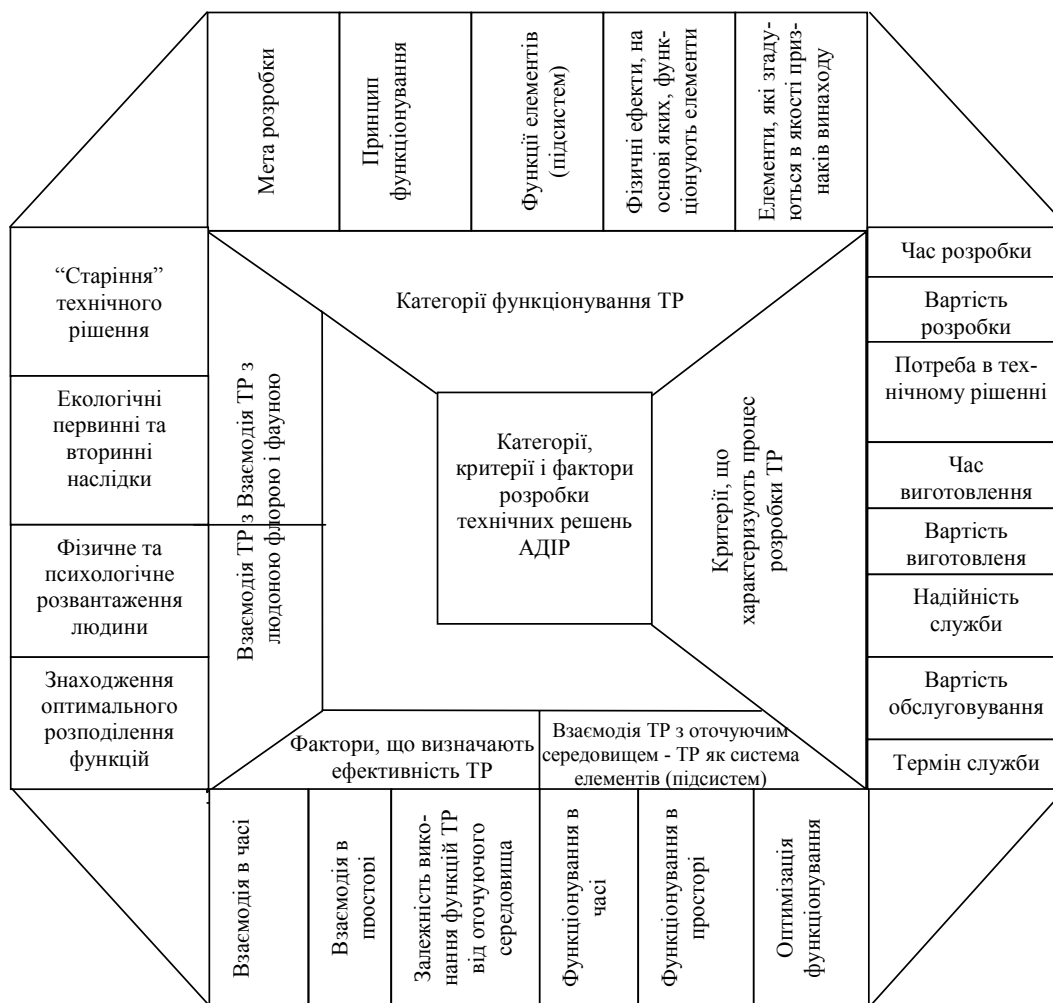 Мета розробки
Принцип
функціонування
Функції елементів
(підсистем)
Фізичні ефекти, на
основі яких, функ-
ціонують елементи
Елементи, які згаду-
ються в якості приз-
наків винаходу
“Старіння”
технічного
рішення
Екологічні
первинні та
вторинні
наслідки
Фізичне та
психологічне
розвантаження
людини
Знаходження
оптимального
розподілення
функцій
Категорії функціонування ТР
Взаємодія ТР з Взаємодія ТР з
людоною флорою і фауною
Категорії,
критерії і фактори
розробки
технічних решень
АДІР
Критерії, що
характеризують процес
розробки ТР
Фактори, що визначають
ефективність ТР
Взаємодія ТР з оточуючим
середовищем - ТР як система
елементів (підсистем)
Час розробки
Вартість
розробки
Потреба в тех-
нічному рішенні
Час
виготовлення
Вартість
виготовленя
Надійність
служби
Вартість
обслуговування
Термін служби
Взаємодія в часі
Взаємодія в
просторі
Залежність вико-
нання функцій ТР
від оточуючого
середовища
Функціонування в
часі
Функціонування в
просторі
Оптимізація
функціонування